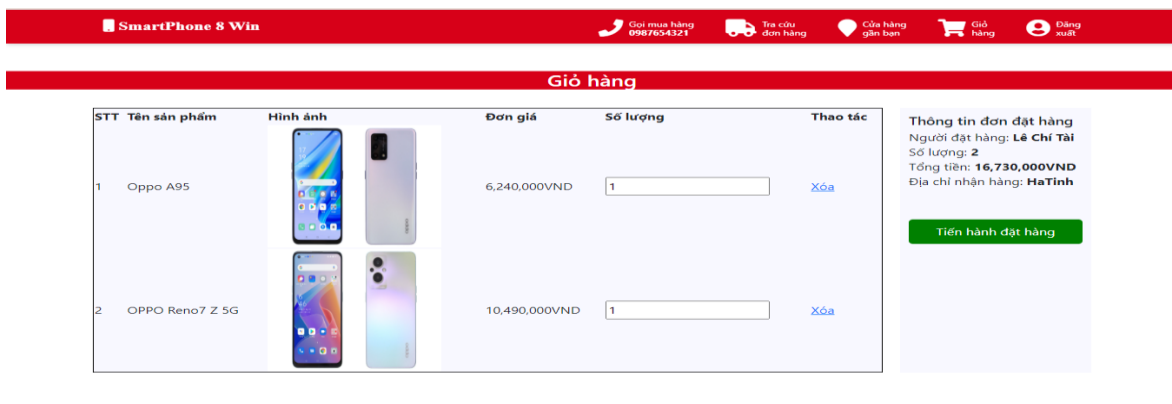 SmartPhone 8 Win
Gọi mua hàng
0987654321
Tra cứu
đơn hàng
Cửa hàng
gần bạn
Giỏ
hàng
Đăng
xuất
Giỏ hàng
STT Tên sản phẩm Hình ảnh Đơn giá Số lượng Thao tác
1 Oppo A95 6,240,000VND 1 Xóa
2 OPPO Reno7 Z 5G 10,490,000VND 1 Xóa
Thông tin đơn đặt hàng
Người đặt hàng: Lê Chí Tài
Số lượng: 2
Tổng tiền: 16,730,000VND
Địa chỉ nhận hàng: HaTinh
Tiến hành đặt hàng